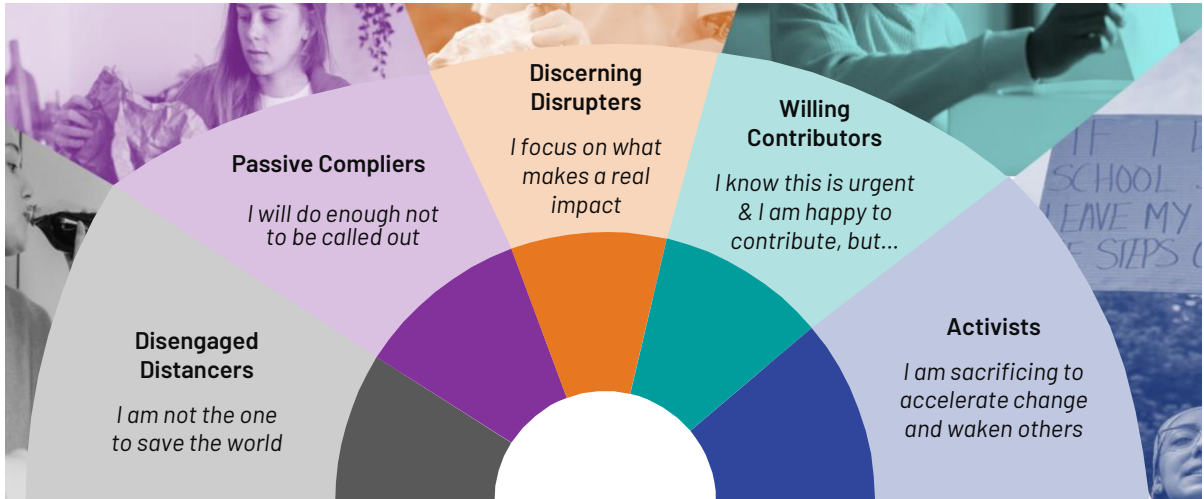 Disengaged
Distancers
I am not the one
to save the world
Passive Compliers
I will do enough not
to be called out
Discerning
Disrupters
I focus on what
makes a real
impact
Willing
Contributors
I know this is urgent
& I am happy to
contribute, but...
Activists
I am sacrificing to
accelerate change
and waken others
IF I
SCHOOL
LEAVE MY
STEPS